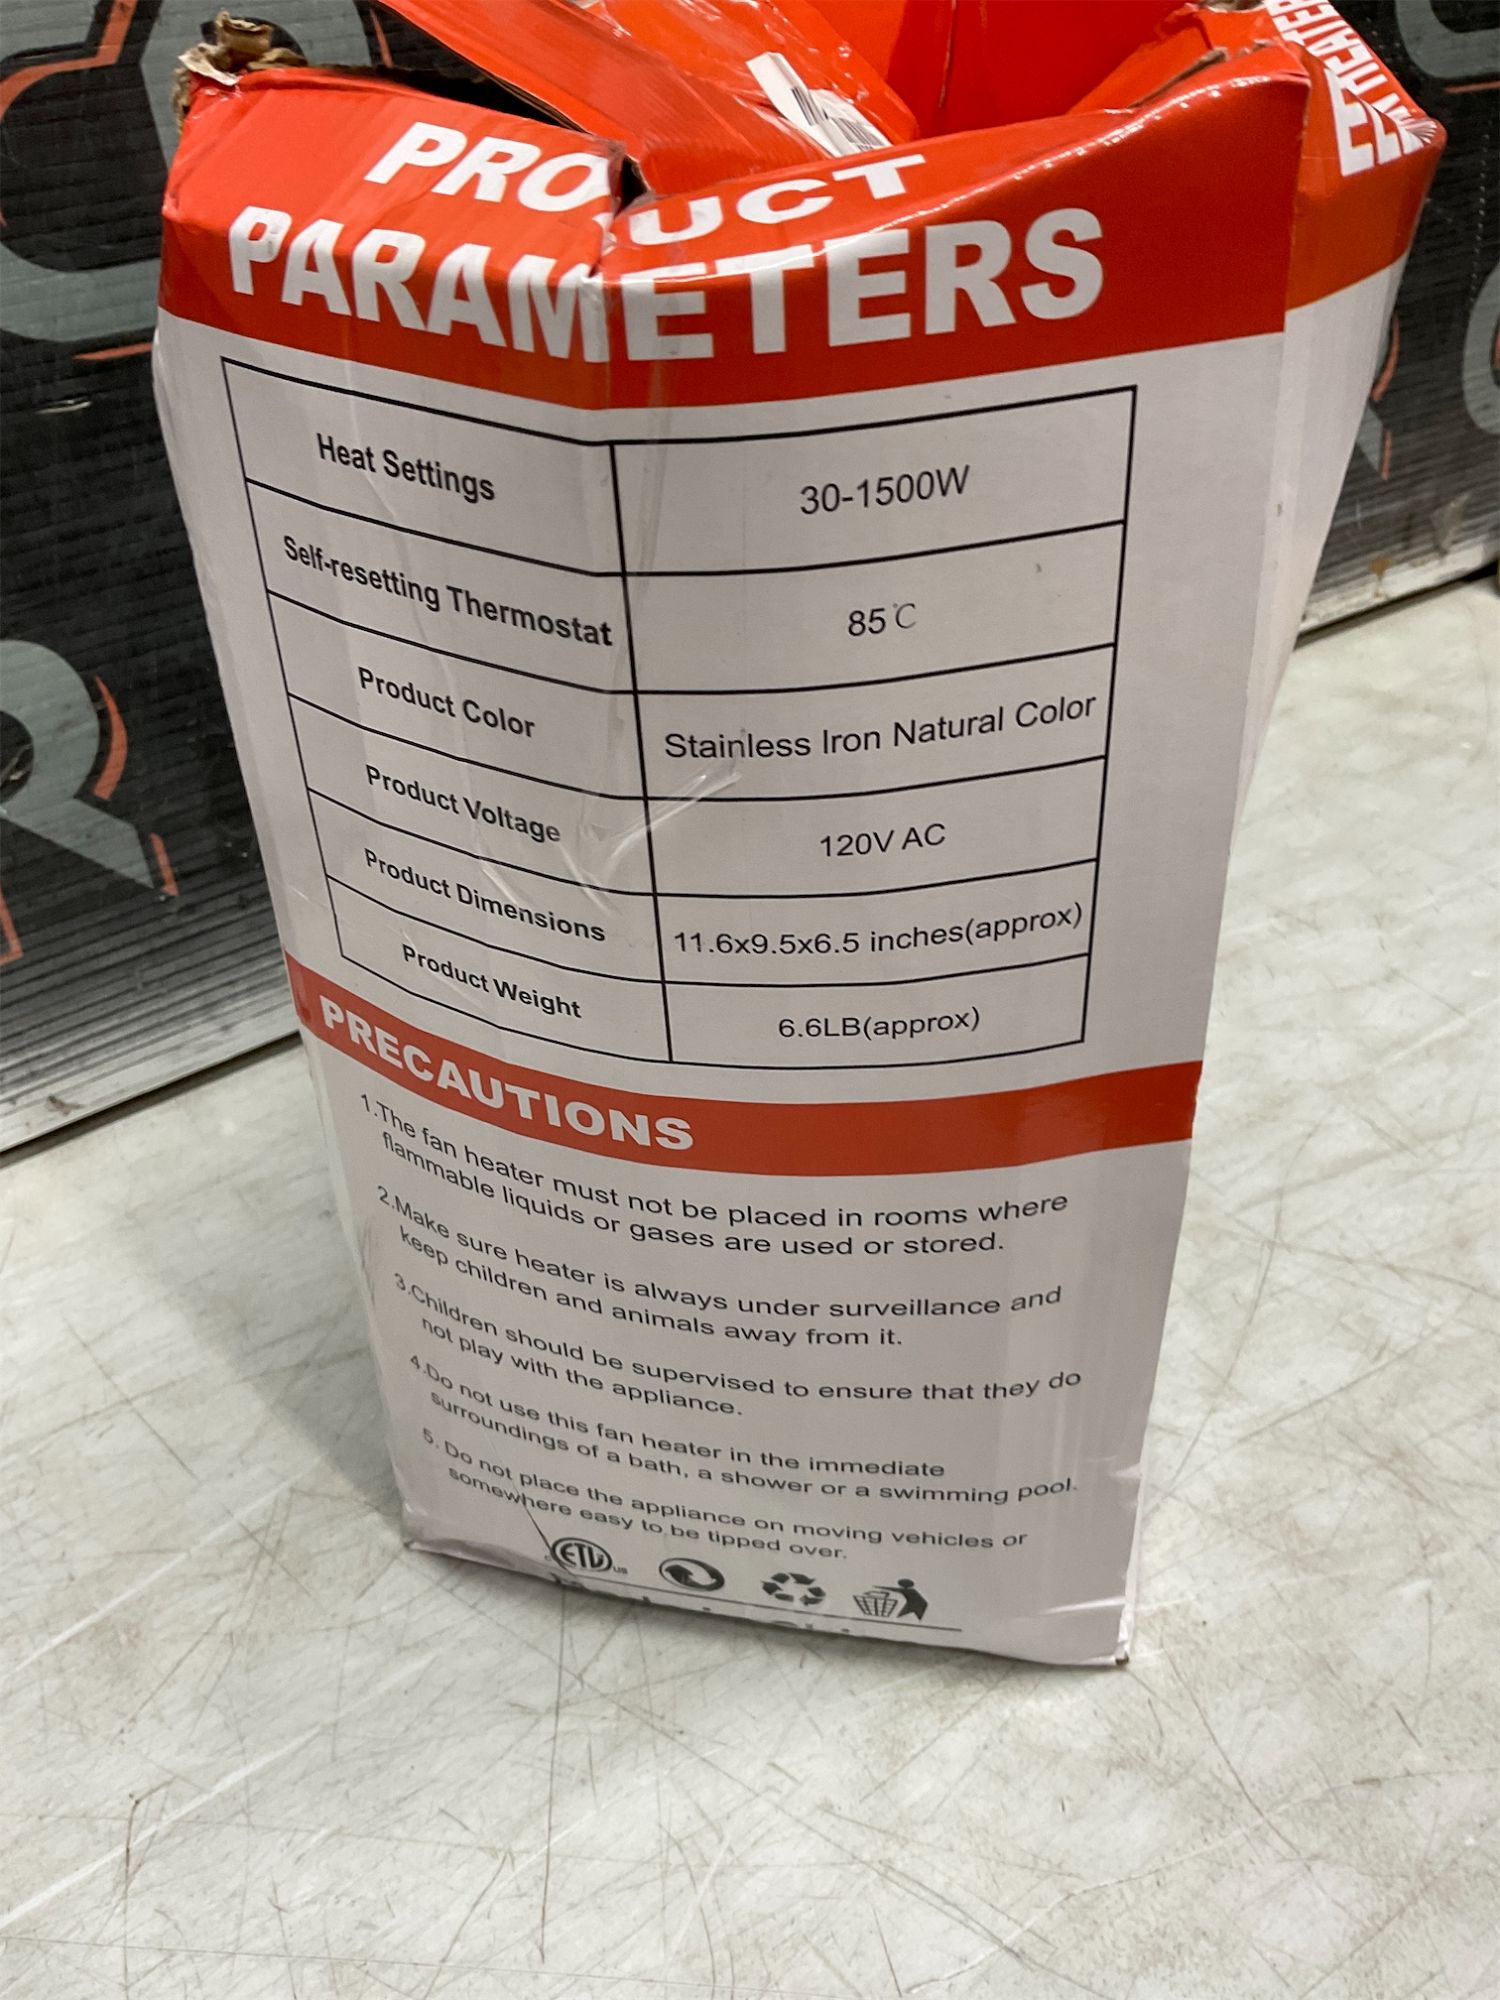 HEATER
PRODUCT
PARAMETERS
Heat Settings 30-1500W
Self-resetting Thermostat 85℃
Product Color Stainless Iron Natural Color
Product Voltage 120V AC
Product Dimensions 11.6x9.5x6.5 inches(approx)
Product Weight 6.6LB(approx)
PRECAUTIONS
1.The fan heater must not be placed in rooms where
flammable liquids or gases are used or stored.
2.Make sure heater is always under surveillance and
keep children and animals away from it.
3.Children should be supervised to ensure that they do
not play with the appliance.
4.Do not use this fan heater in the immediate
surroundings of a bath, a shower or a swimming pool.
5. Do not place the appliance on moving vehicles or
somewhere easy to be tipped over.
ETL US